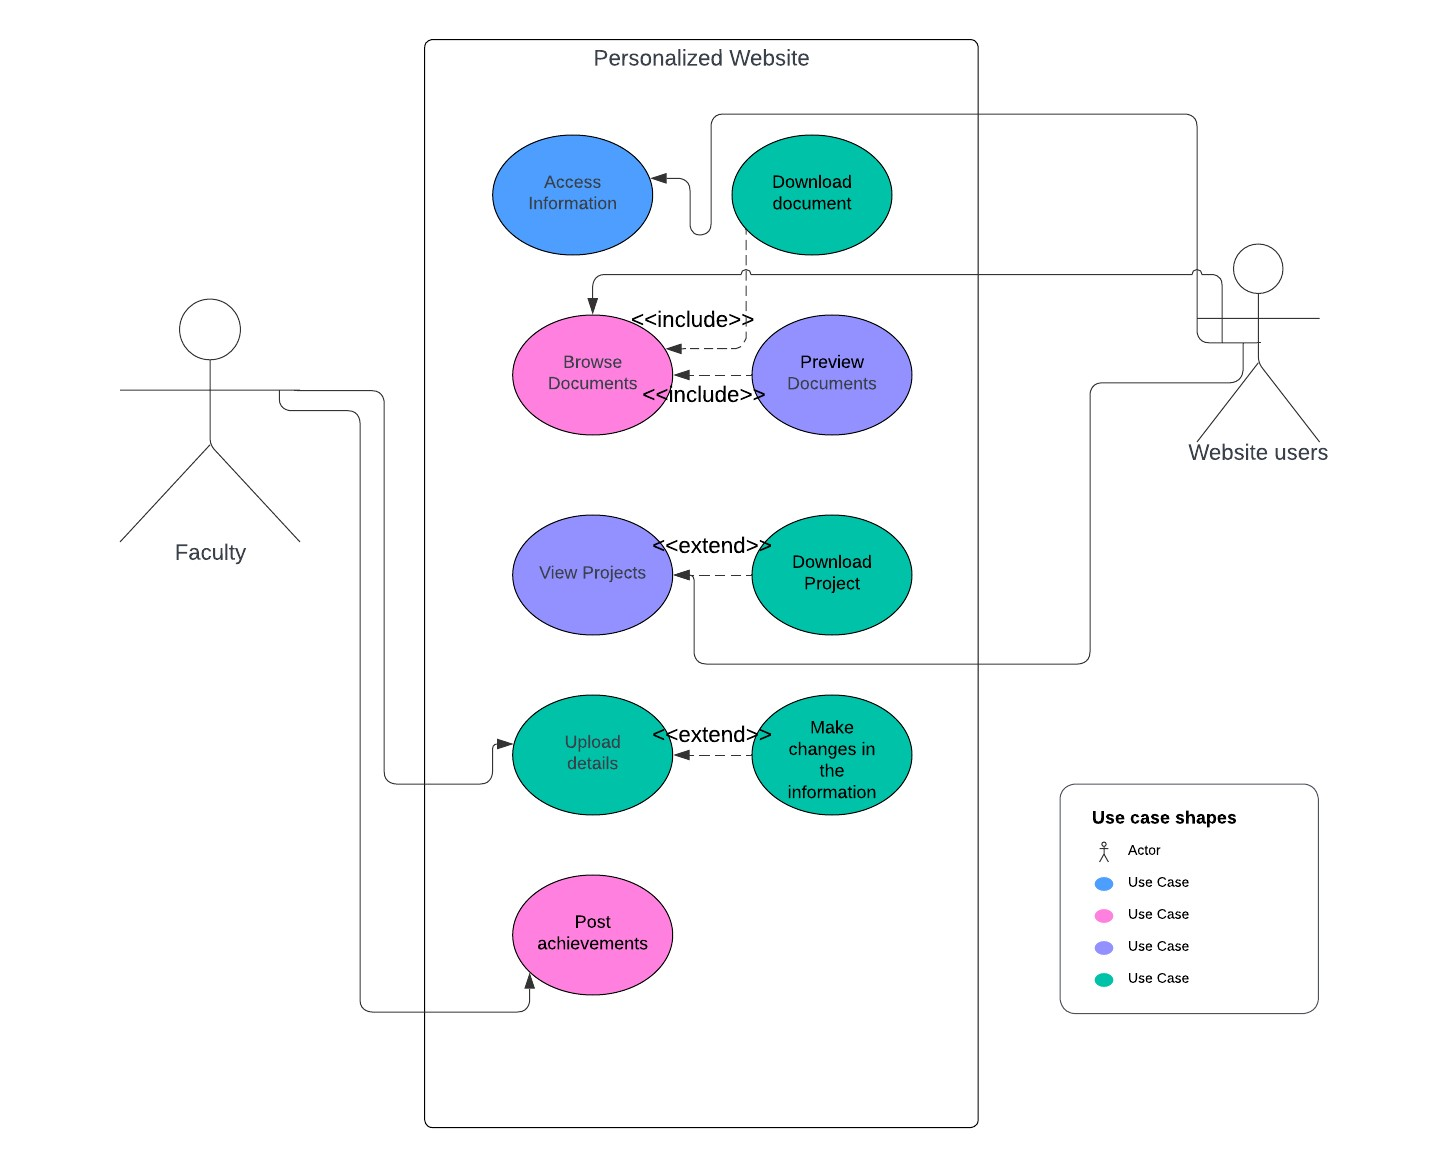 Personalized Website
Access
Information
Download
document
<<include>>
Browse
Documents
Preview
Documents
<<include>>
Website users
Faculty
<<extend>>
View Projects
Download
Project
<<extend>>
Upload
details
Make
changes in
the
information
Post
achievements
Use case shapes
Actor
Use Case
Use Case
Use Case
Use Case